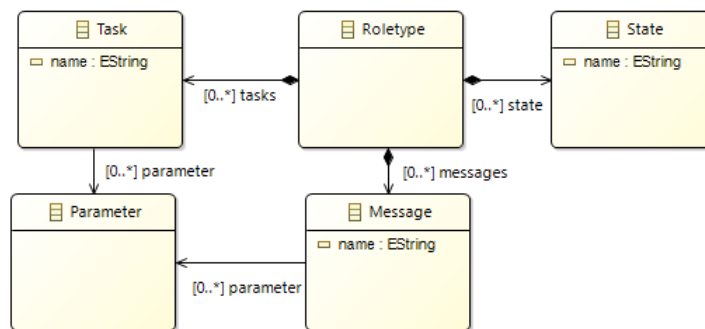 Task
name : EString
Roletype
State
name : EString
[0..*] tasks
[0..*] state
[0..*] parameter
[0..*] messages
Parameter
Message
name : EString
[0..*] parameter